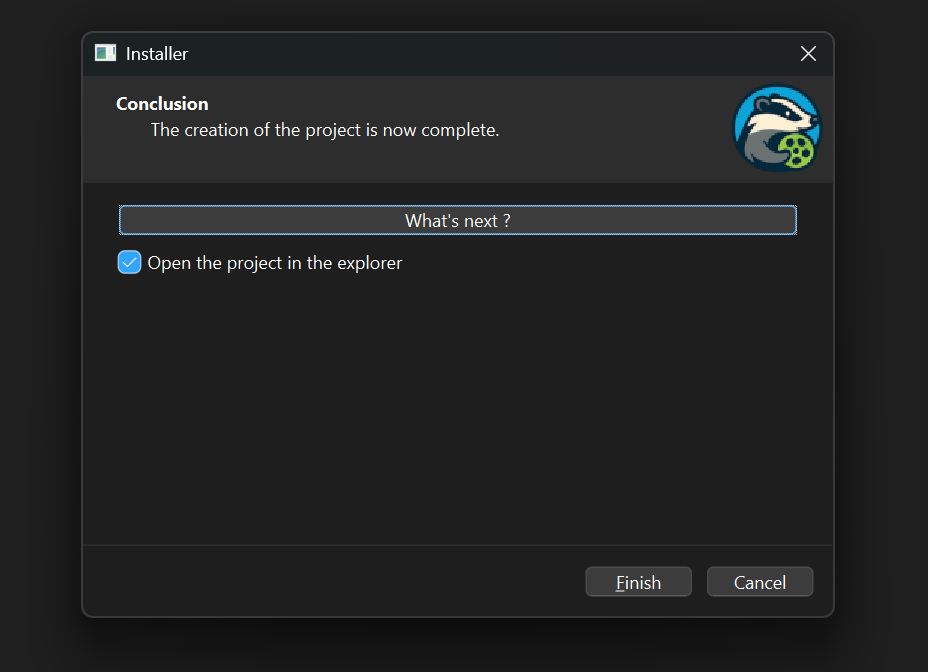 Installer
Conclusion
The creation of the project is now complete.
What's next ?
Open the project in the explorer
Finish
Cancel